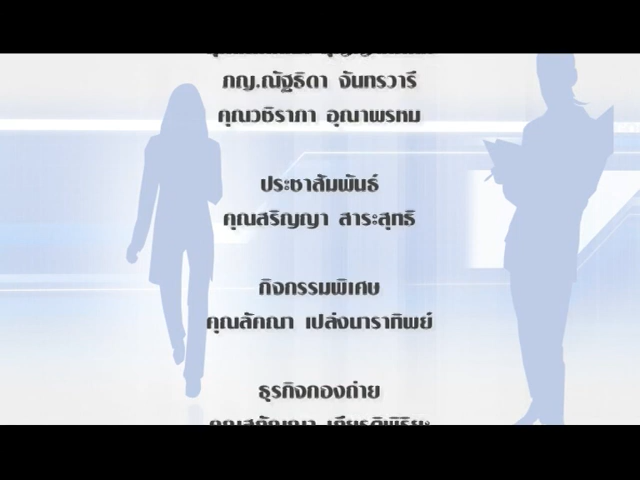 ภญ.ณัฐธิดา จันทรวารี
คุณวชิราภา อุณาพรหม
ประชาสัมพันธ์
คุณสริญญา สาระสุทธิ
กิจกรรมพิเศษ
คุณลัคณา เปล่งนาราทิพย์
ธุรกิจกองถ่าย